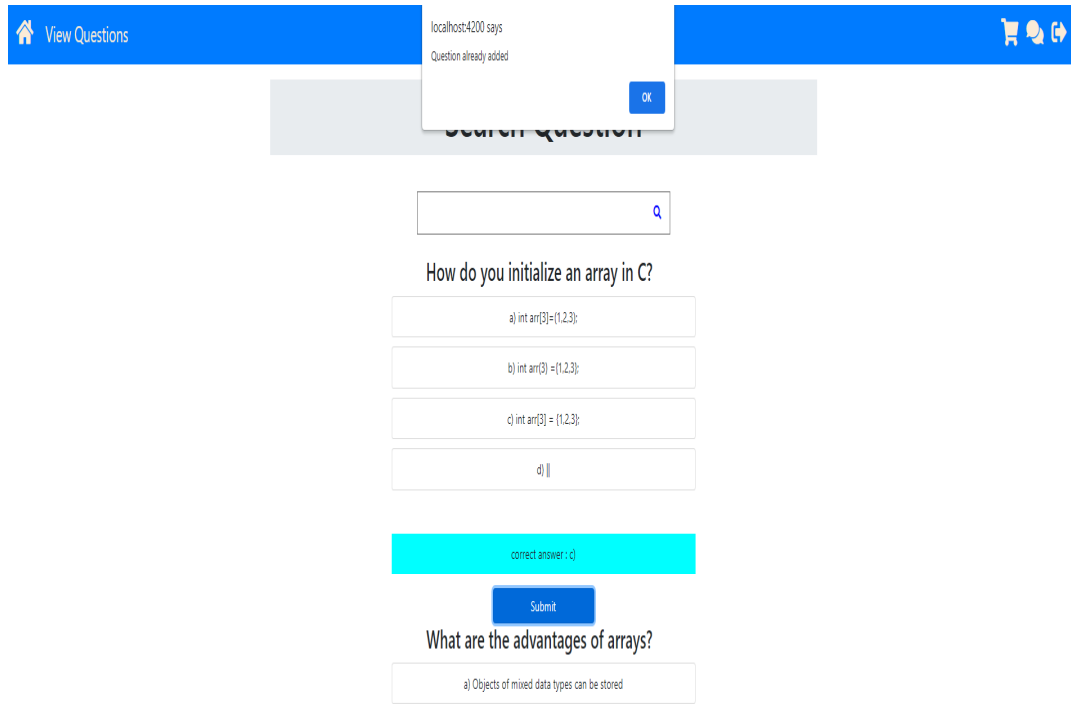 View Questions
localhost:4200 says
Question already added
OK
Search Question
How do you initialize an array in C?
a) int arr[3]=(1,2,3);
b) int arr(3) ={1,2,3};
c) int arr[3] = {1,2,3};
d) ||
correct answer : c)
Submit
What are the advantages of arrays?
a) Objects of mixed data types can be stored